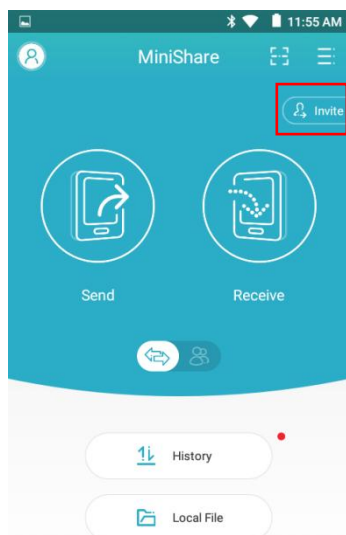 11:55 AM
MiniShare
Invite
Send Receive
History
Local File